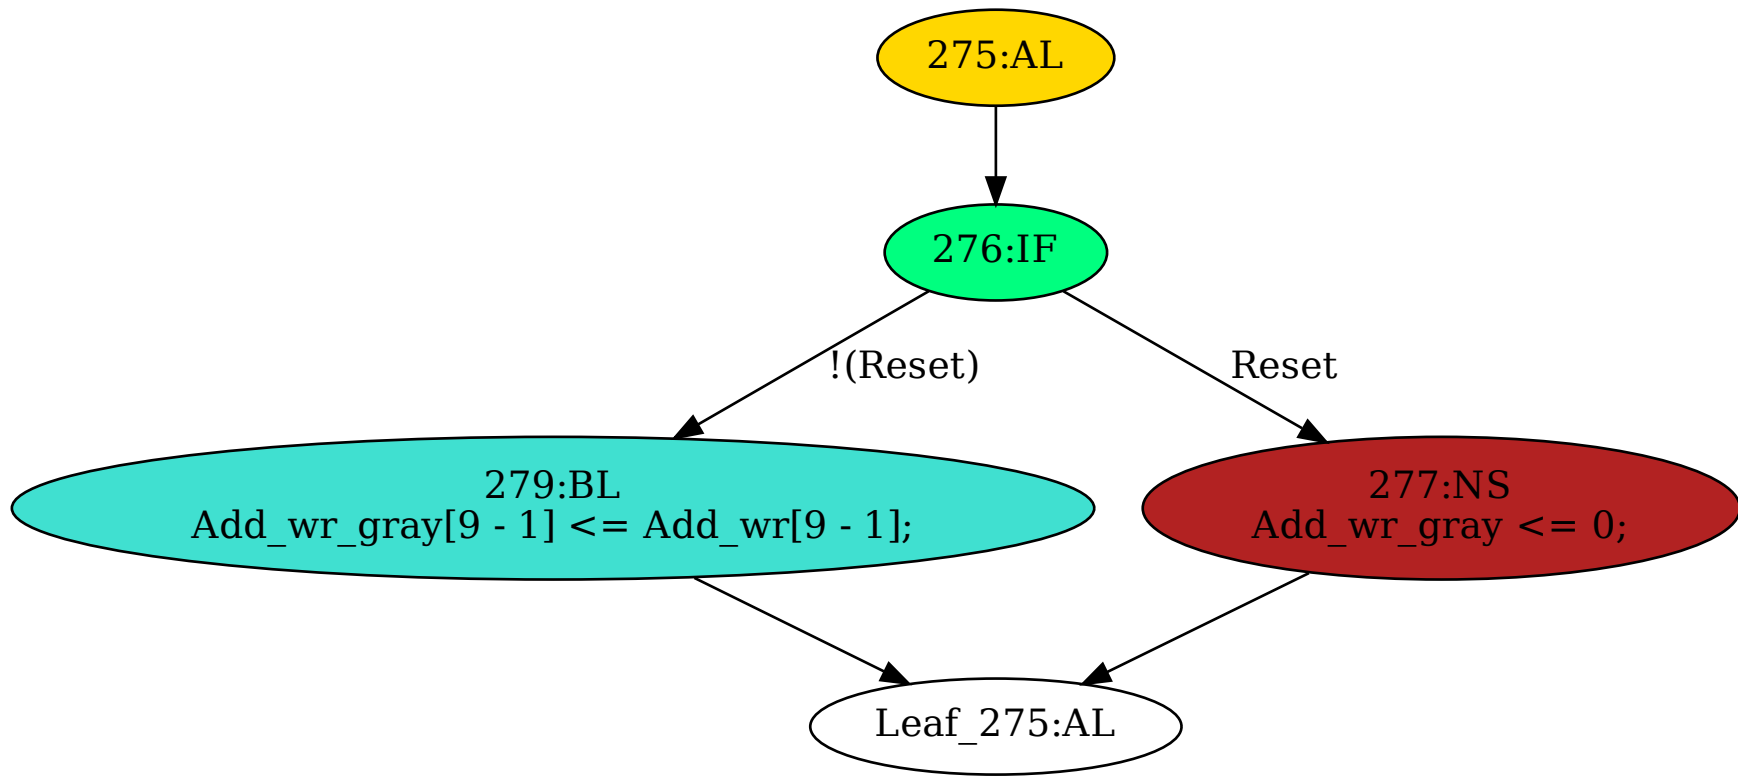 275:AL
276:IF
!(Reset)
Reset
279:BL
Add_wr_gray[9 - 1] <= Add_wr[9 - 1];
277:NS
Add_wr_gray <= 0;
Leaf_275:AL